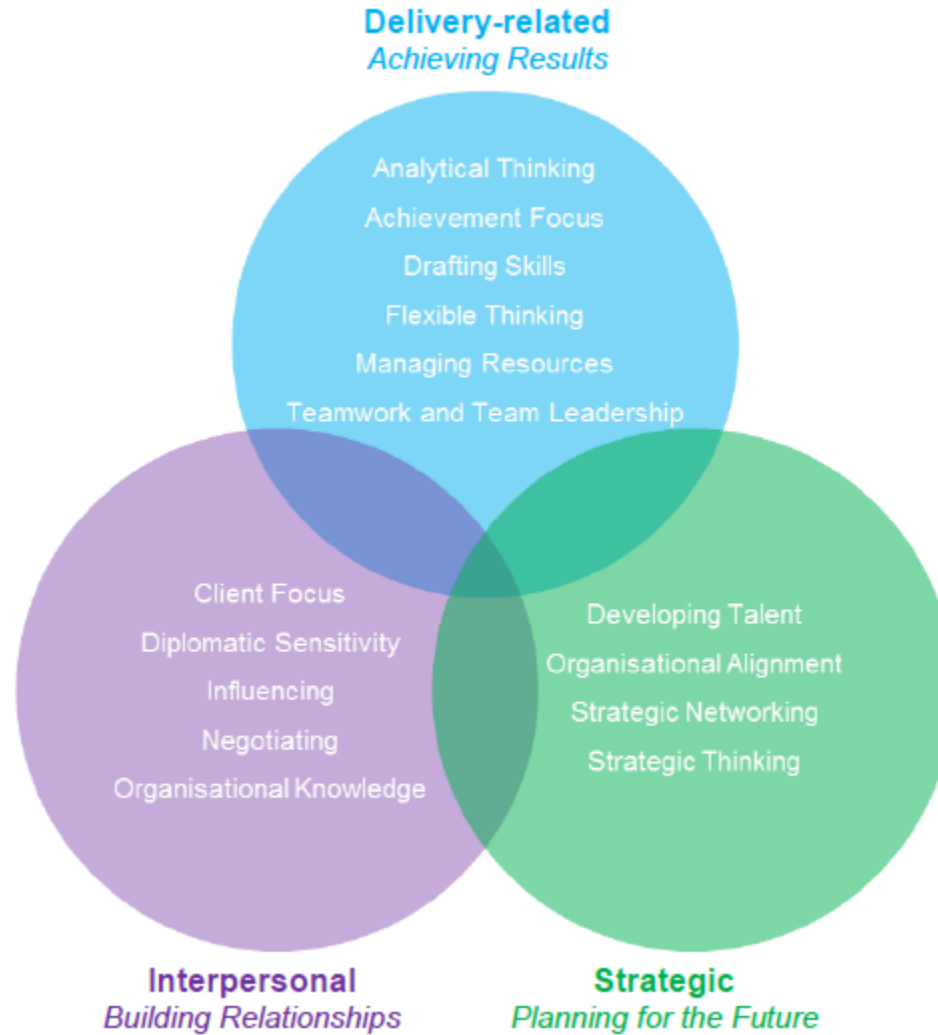 Delivery-related
Achieving Results
Analytical Thinking
Achievement Focus
Drafting Skills
Flexible Thinking
Managing Resources
Teamwork and Team Leadership
Client Focus
Diplomatic Sensitivity
Influencing
Negotiating
Organisational Knowledge
Developing Talent
Organisational Alignment
Strategic Networking
Strategic Thinking
Interpersonal
Building Relationships
Strategic
Planning for the Future